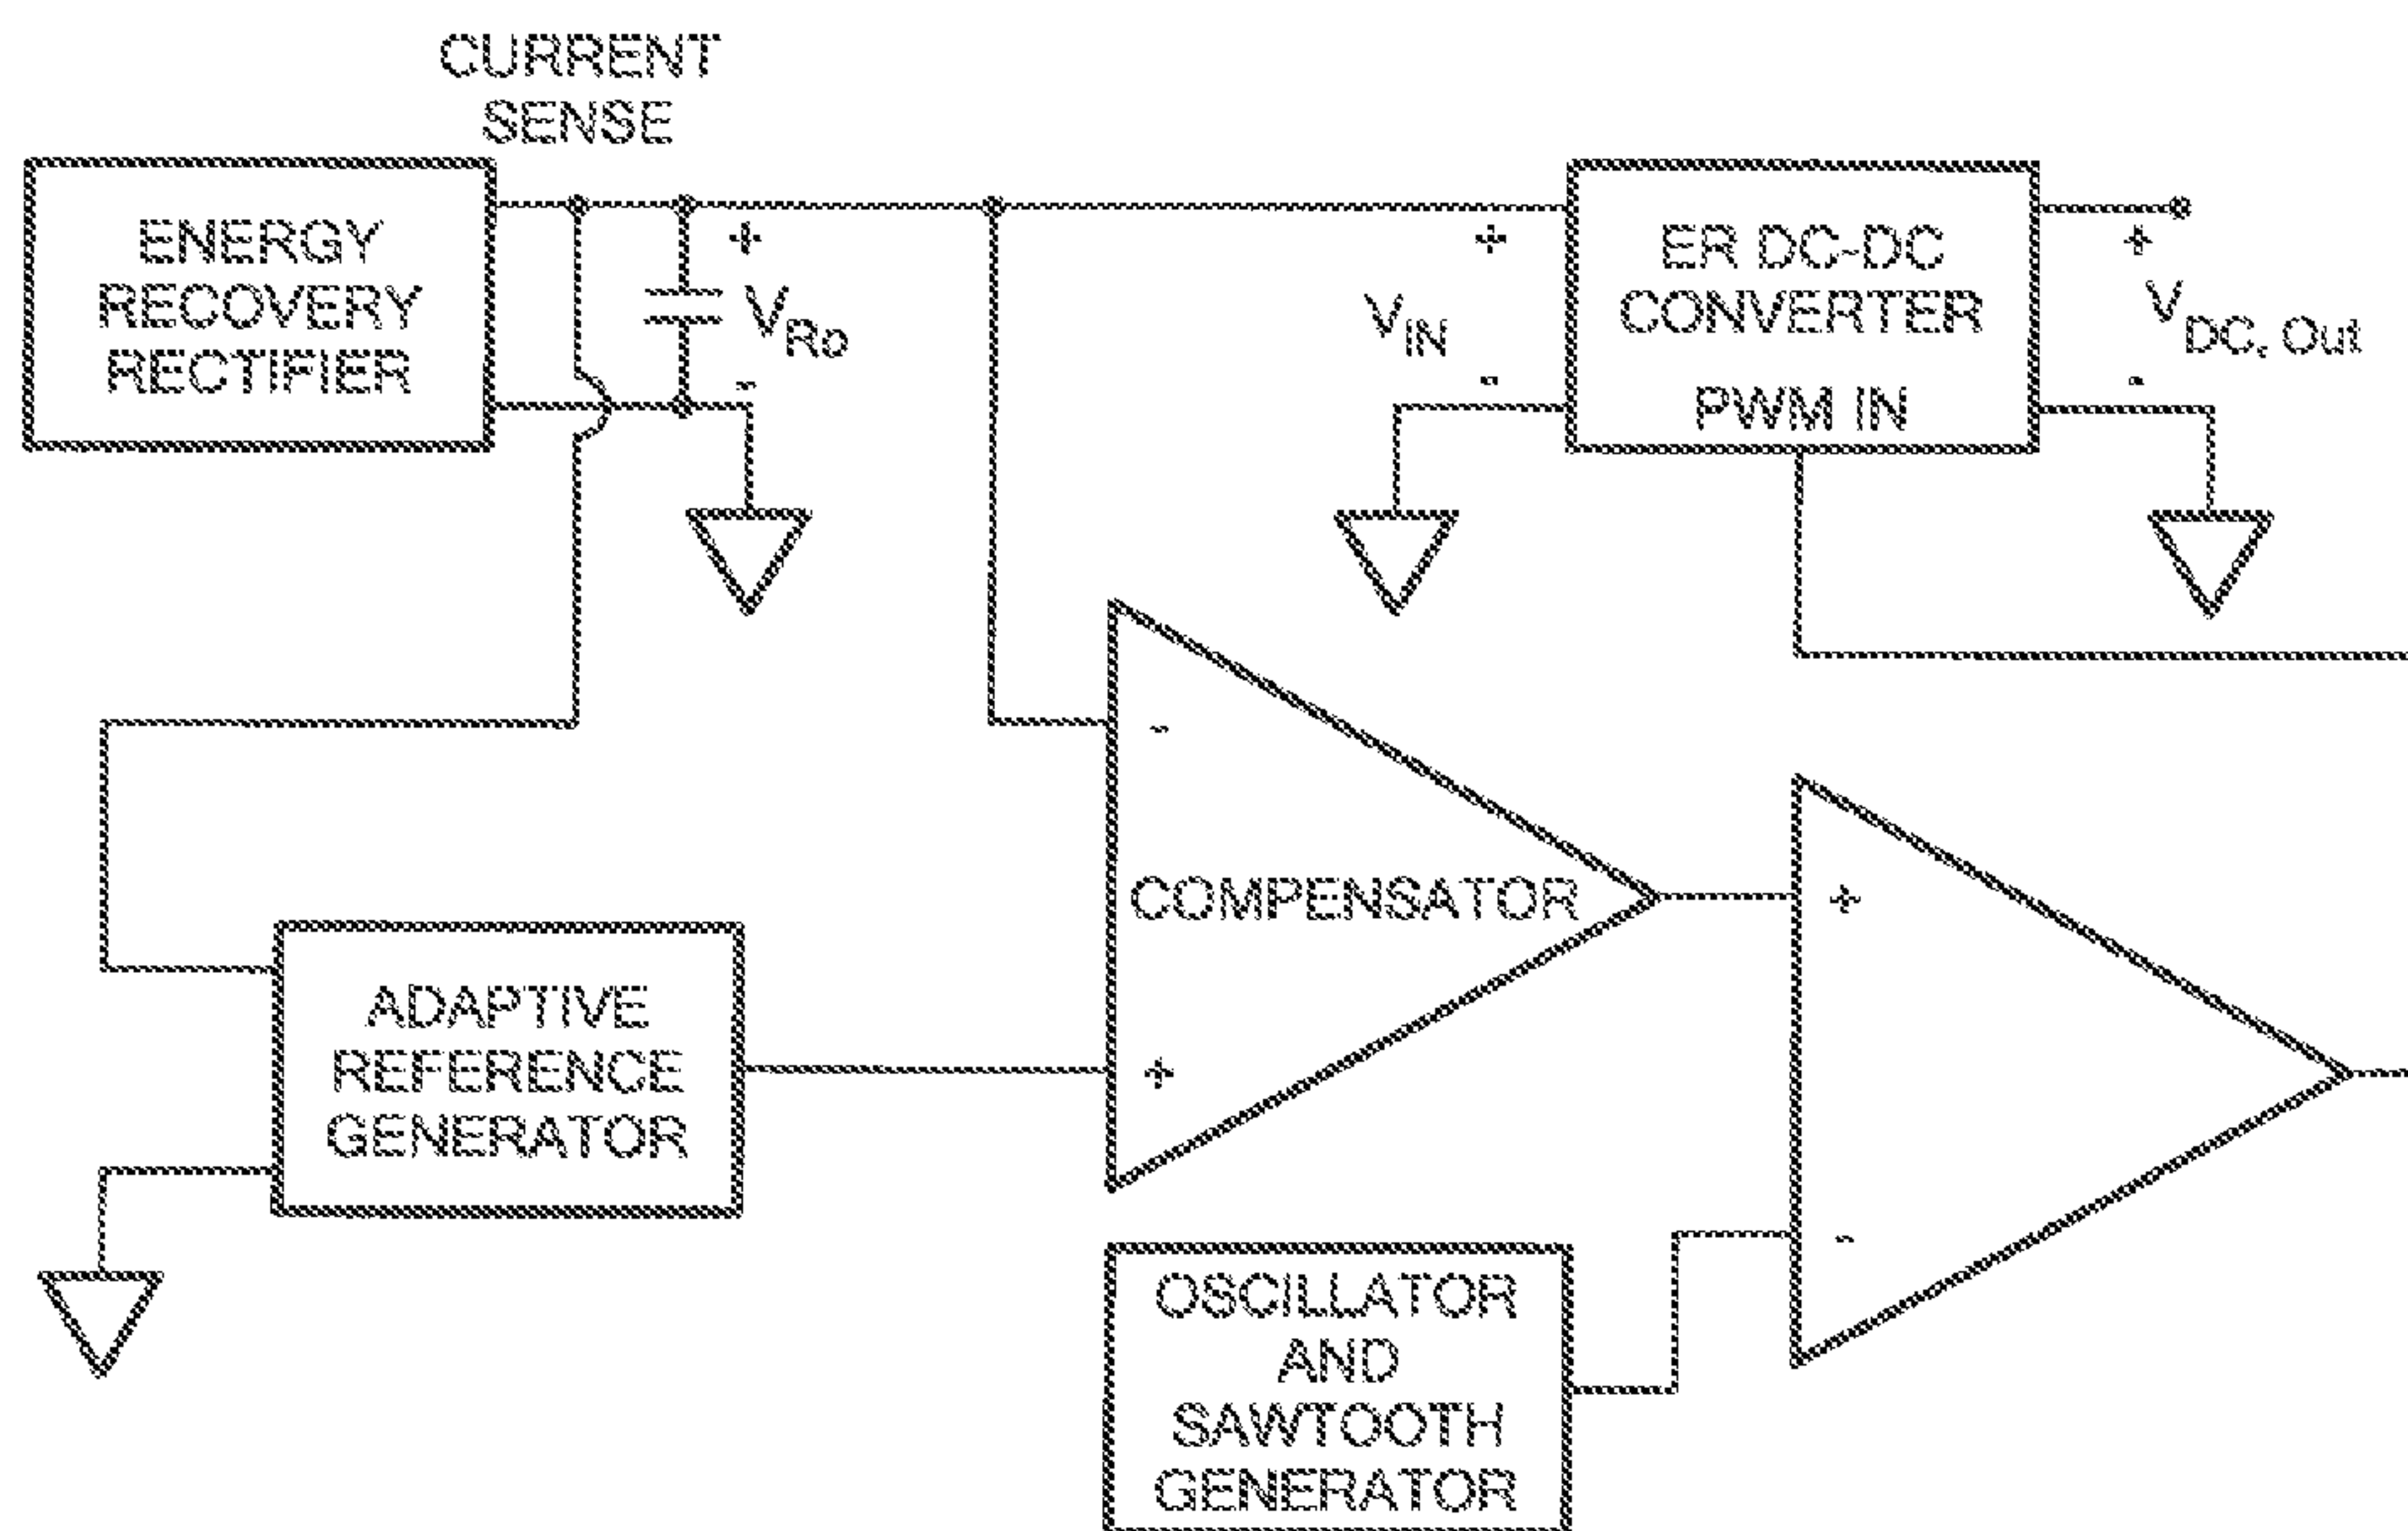 CURRENT
SENSE
ENERGY
RECOVERY
RECTIFIER
+
V_Ro
-
+
V_IN
-
ER DC-DC
CONVERTER
PWM IN
+
V_DC, Out
-
-
COMPENSATOR
+
+
-
ADAPTIVE
REFERENCE
GENERATOR
OSCILLATOR
AND
SAWTOOTH
GENERATOR